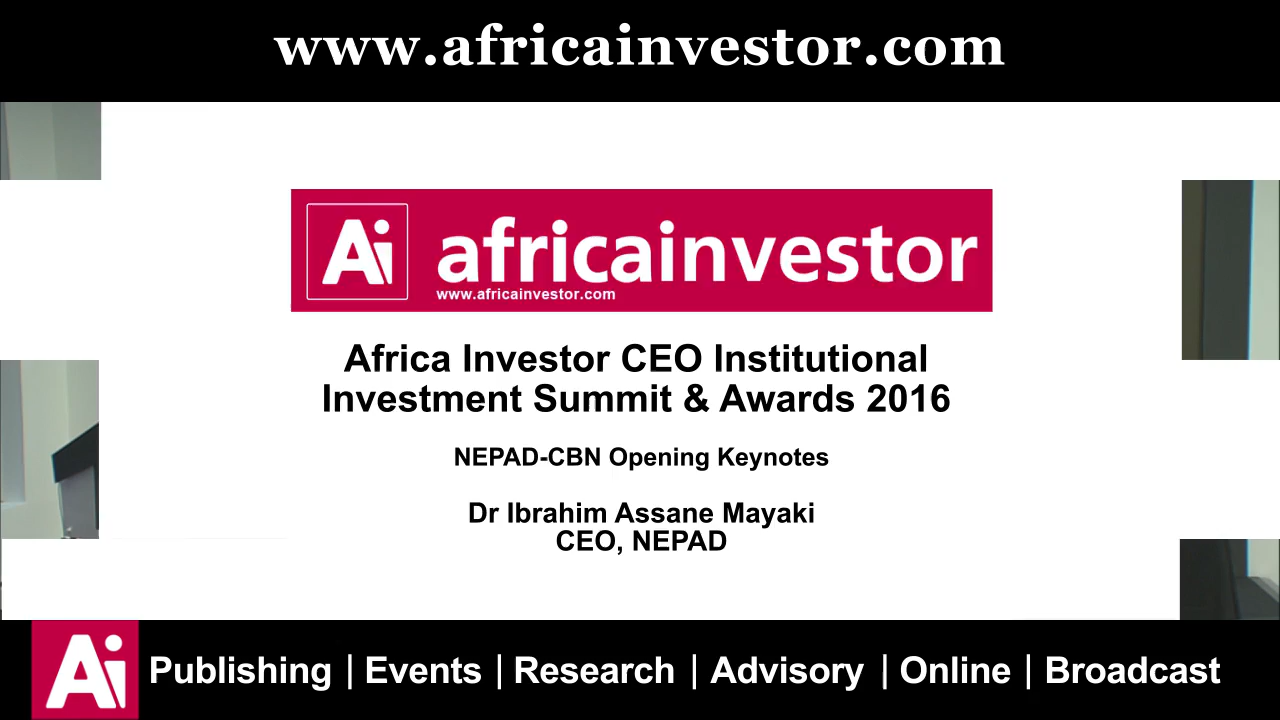 www.africainvestor.com
Ai africainvestor
www.africainvestor.com
Africa Investor CEO Institutional
Investment Summit & Awards 2016
NEPAD-CBN Opening Keynotes
Dr Ibrahim Assane Mayaki
CEO, NEPAD
Ai Publishing | Events | Research | Advisory | Online | Broadcast